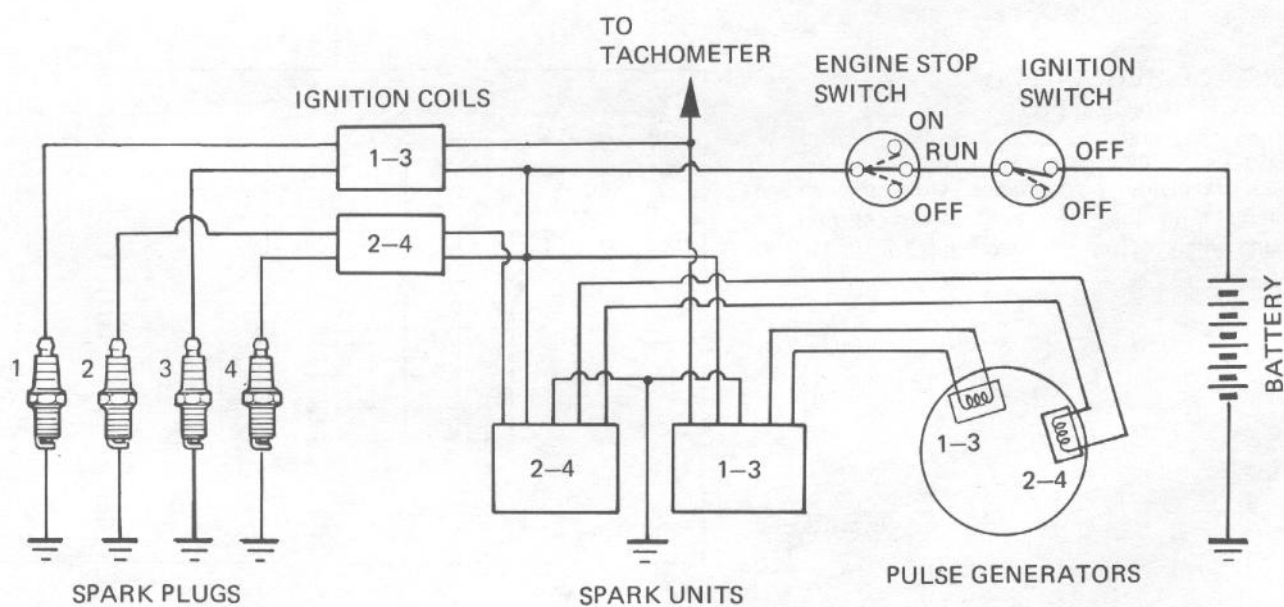 TO
TACHOMETER
ENGINE STOP
SWITCH
IGNITION
SWITCH
IGNITION COILS
ON
RUN
OFF
OFF
OFF
1–3
2–4
1
2
3
4
BATTERY
2–4
1–3
1–3
2–4
SPARK PLUGS
SPARK UNITS
PULSE GENERATORS